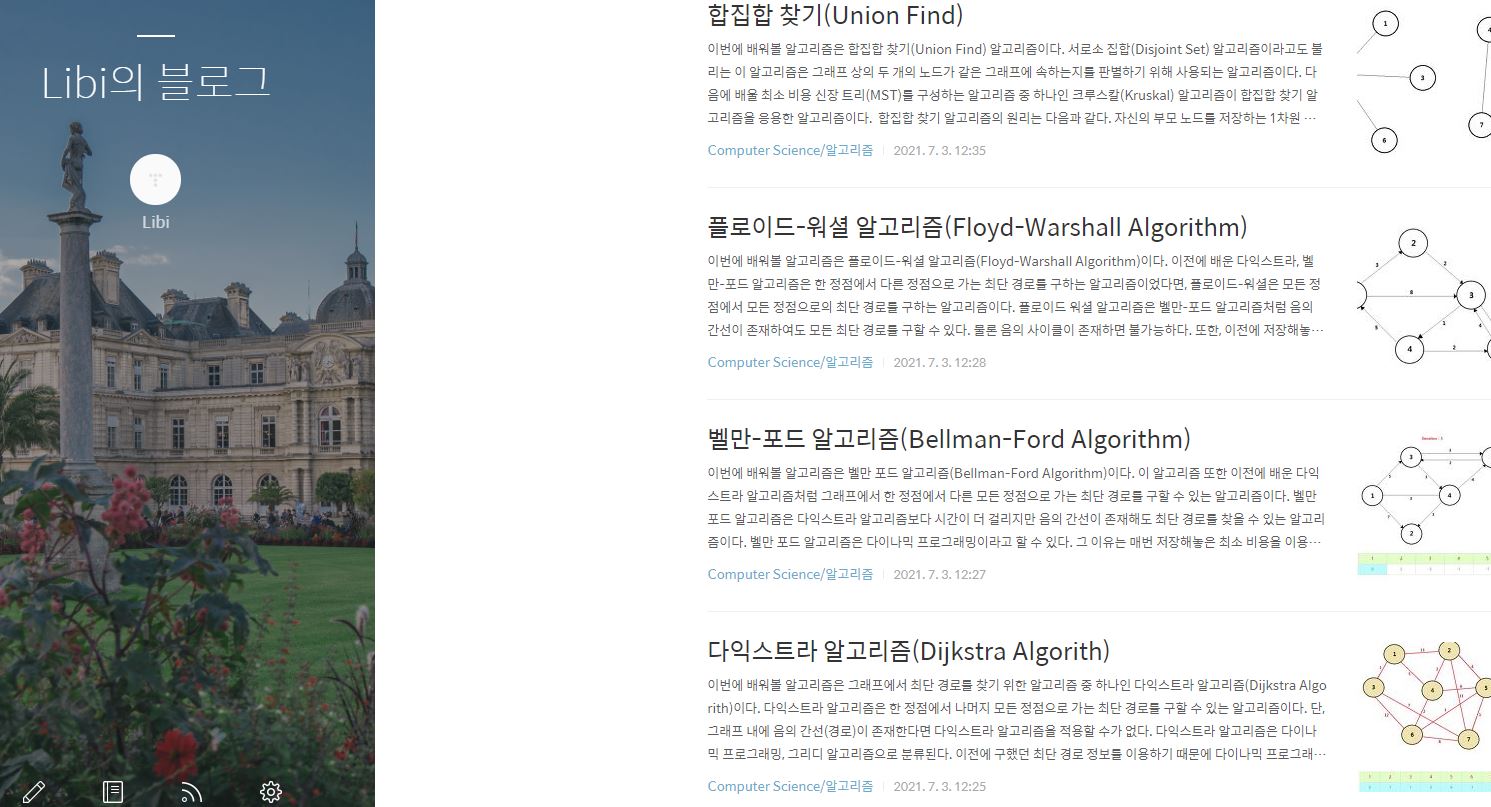 Libi의 블로그
Libi
합집합 찾기(Union Find)
이번에 배워볼 알고리즘은 합집합 찾기(Union Find) 알고리즘이다. 서로소 집합(Disjoint Set) 알고리즘이라고도 불
리는 이 알고리즘은 그래프 상의 두 개의 노드가 같은 그래프에 속하는지를 판별하기 위해 사용되는 알고리즘이다. 다
음에 배울 최소 비용 신장 트리(MST)를 구성하는 알고리즘 중 하나인 크루스칼(Kruskal) 알고리즘이 합집합 찾기 알
고리즘을 응용한 알고리즘이다. 합집합 찾기 알고리즘의 원리는 다음과 같다. 자신의 부모 노드를 저장하는 1차원 …
Computer Science/알고리즘 2021. 7. 3. 12:35
1
4
3
7
6
플로이드-워셜 알고리즘(Floyd-Warshall Algorithm)
이번에 배워볼 알고리즘은 플로이드-워셜 알고리즘(Floyd-Warshall Algorithm)이다. 이전에 배운 다익스트라, 벨
만-포드 알고리즘은 한 정점에서 다른 정점으로 가는 최단 경로를 구하는 알고리즘이었다면, 플로이드-워셜은 모든 정
점에서 모든 정점으로의 최단 경로를 구하는 알고리즘이다. 플로이드 워셜 알고리즘은 벨만-포드 알고리즘처럼 음의
간선이 존재하여도 모든 최단 경로를 구할 수 있다. 물론 음의 사이클이 존재하면 불가능하다. 또한, 이전에 저장해놓…
Computer Science/알고리즘 2021. 7. 3. 12:28
2
3
2
8
3
5
1
4
4
2
벨만-포드 알고리즘(Bellman-Ford Algorithm)
이번에 배워볼 알고리즘은 벨만 포드 알고리즘(Bellman-Ford Algorithm)이다. 이 알고리즘 또한 이전에 배운 다익
스트라 알고리즘처럼 그래프에서 한 정점에서 다른 모든 정점으로 가는 최단 경로를 구할 수 있는 알고리즘이다. 벨만
포드 알고리즘은 다익스트라 알고리즘보다 시간이 더 걸리지만 음의 간선이 존재해도 최단 경로를 찾을 수 있는 알고리
즘이다. 벨만 포드 알고리즘은 다이나믹 프로그래밍이라고 할 수 있다. 그 이유는 매번 저장해놓은 최소 비용을 이용…
Computer Science/알고리즘 2021. 7. 3. 12:27
3
1
4
2
다익스트라 알고리즘(Dijkstra Algorith)
이번에 배워볼 알고리즘은 그래프에서 최단 경로를 찾기 위한 알고리즘 중 하나인 다익스트라 알고리즘(Dijkstra Algo
rith)이다. 다익스트라 알고리즘은 한 정점에서 나머지 모든 정점으로 가는 최단 경로를 구할 수 있는 알고리즘이다. 단,
그래프 내에 음의 간선(경로)이 존재한다면 다익스트라 알고리즘을 적용할 수가 없다. 다익스트라 알고리즘은 다이나
믹 프로그래밍, 그리디 알고리즘으로 분류된다. 이전에 구했던 최단 경로 정보를 이용하기 때문에 다이나믹 프로그래…
Computer Science/알고리즘 2021. 7. 3. 12:25
1
2
3
4
5
6
7
1 2 3 4 5 6